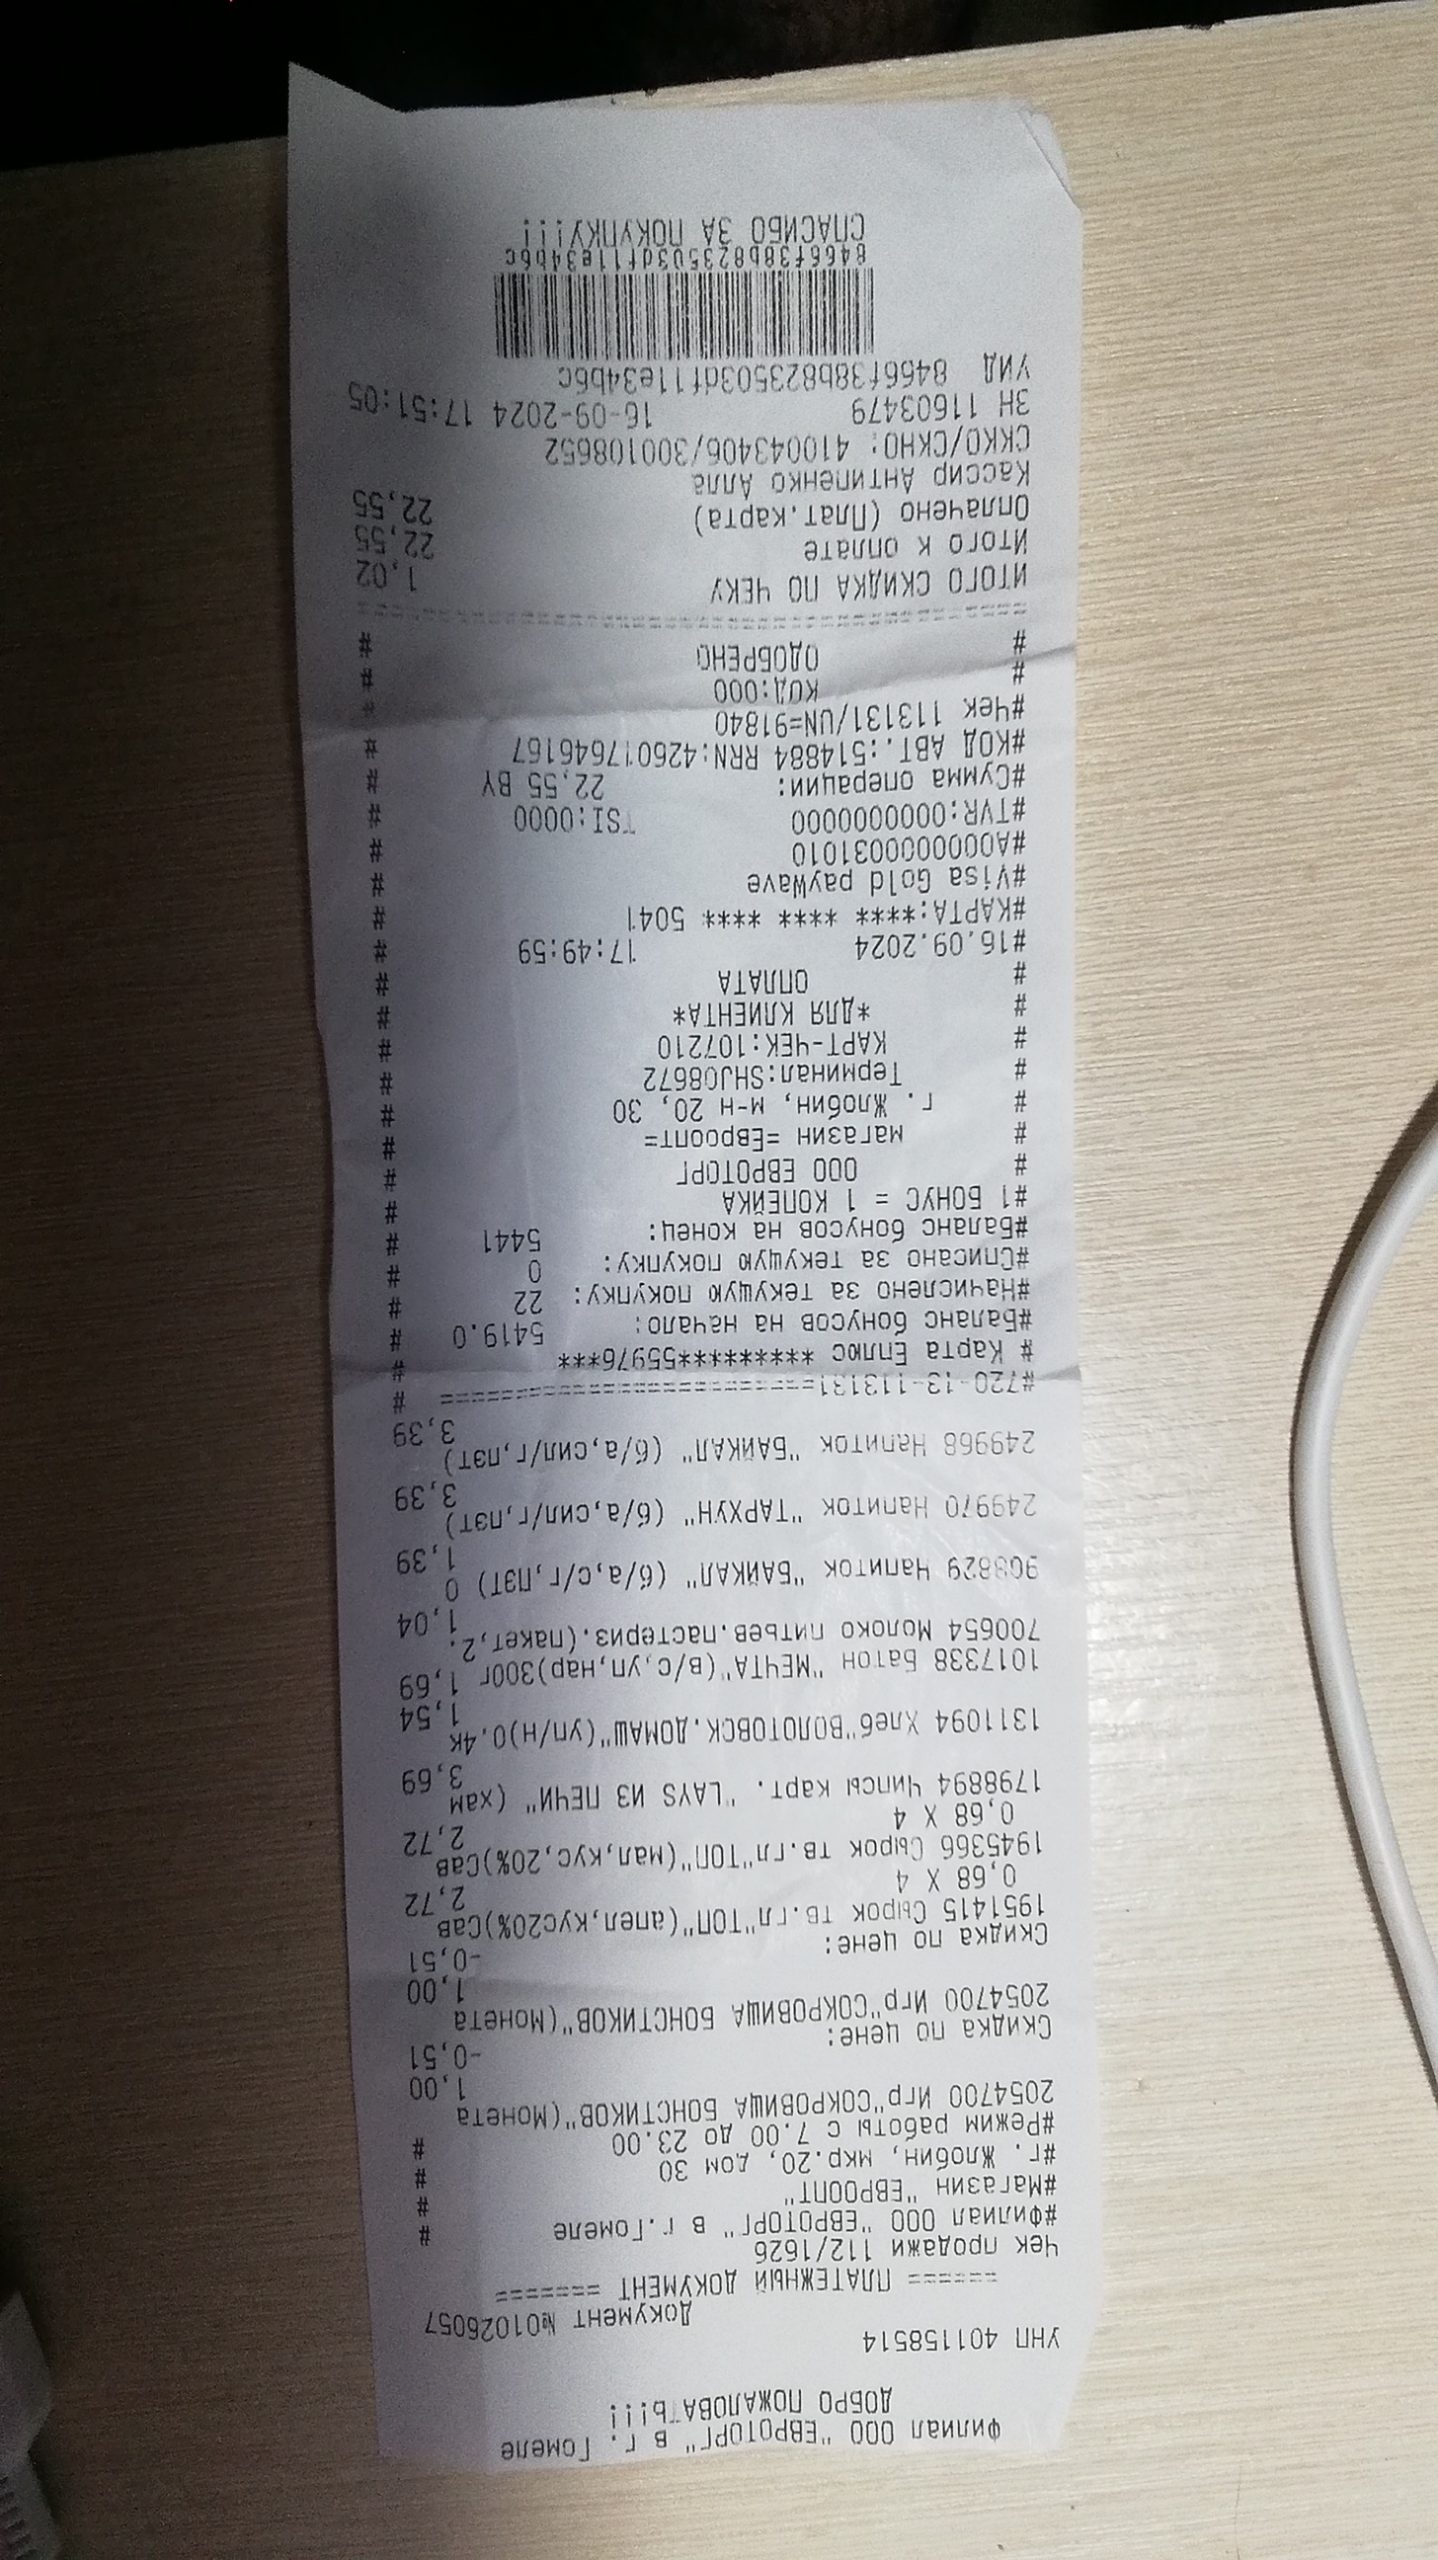 Филиал ООО "ЕВРОТОРГ" в г. Гомеле
ДОБРО ПОЖАЛОВАТЬ!!!
УНП 401158514
Документ №01026057
====== ПЛАТЕЖНЫЙ ДОКУМЕНТ =======
Чек продажи 112/1626
#Филиал ООО "ЕВРОТОРГ" в г.Гомеле #
#Магазин "ЕВРООПТ" #
#г. Жлобин, мкр.20, дом 30 #
#Режим работы с 7.00 до 23.00 #
2054700 Игр"СОКРОВИЩА БОНСТИКОВ"(Монета
1,00
Скидка по цене: -0,51
2054700 Игр"СОКРОВИЩА БОНСТИКОВ"(Монета
1,00
Скидка по цене: -0,51
1951415 Сырок тв.гл"ТОП"(апел,кус20%)Сав
0,68 X 4 2,72
1945366 Сырок тв.гл"ТОП"(мал,кус,20%)Сав
0,68 X 4 2,72
1798894 Чипсы карт. "LAYS ИЗ ПЕЧИ" (хам
3,69
1311094 Хлеб"ВОЛОТОВСК.ДОМАШ"(уп/н)0.4к
1,54
1017338 Батон "МЕЧТА"(в/с,уп,нар)300г 1,69
700654 Молоко питьев.пастериз.(пакет,2.
1,04
903829 Напиток "БАЙКАЛ" (б/а,с/г,ПЭТ) 0
1,39
249970 Напиток "ТАРХУН" (б/а,сил/г,пэт)
3,39
249968 Напиток "БАЙКАЛ" (б/а,сил/г,пэт)
3,39
#720-13-113131========================= #
# Карта Еплюс **********55976*** #
#Баланс бонусов на начало: 5419.0 #
#Начислено за текущую покупку: 22 #
#Списано за текущую покупку: 0 #
#Баланс бонусов на конец: 5441 #
#1 БОНУС = 1 КОПЕЙКА #
# ООО ЕВРОТОРГ #
# магазин =Евроопт= #
# г. Жлобин, м-н 20, 30 #
# Терминал:SHJ08672 #
# КАРТ-ЧЕК:107210 #
# *ДЛЯ КЛИЕНТА* #
# ОПЛАТА #
#16.09.2024 17:49:59 #
#КАРТА:**** **** **** 5041 #
#Visa Gold payWave #
#A0000000031010 #
#TVR:0000000000 TSI:0000 #
#Сумма операции: 22,55 BY #
#КОД АВТ.:514884 RRN:426017646167 #
#Чек 113131/UN=91840 #
# КОД:000 #
# ОДОБРЕНО #
=======================================
ИТОГО СКИДКА ПО ЧЕКУ 1,02
Итого к оплате 22,55
Оплачено (Плат.карта) 22,55
Кассир Антипенко Алла
СККО/СКНО: 410043406/300108652
ЗН 11603479 16-09-2024 17:51:05
УИД 8466f38b823503df11e34b6c
8466f38b823503df11e34b6c
СПАСИБО ЗА ПОКУПКУ!!!